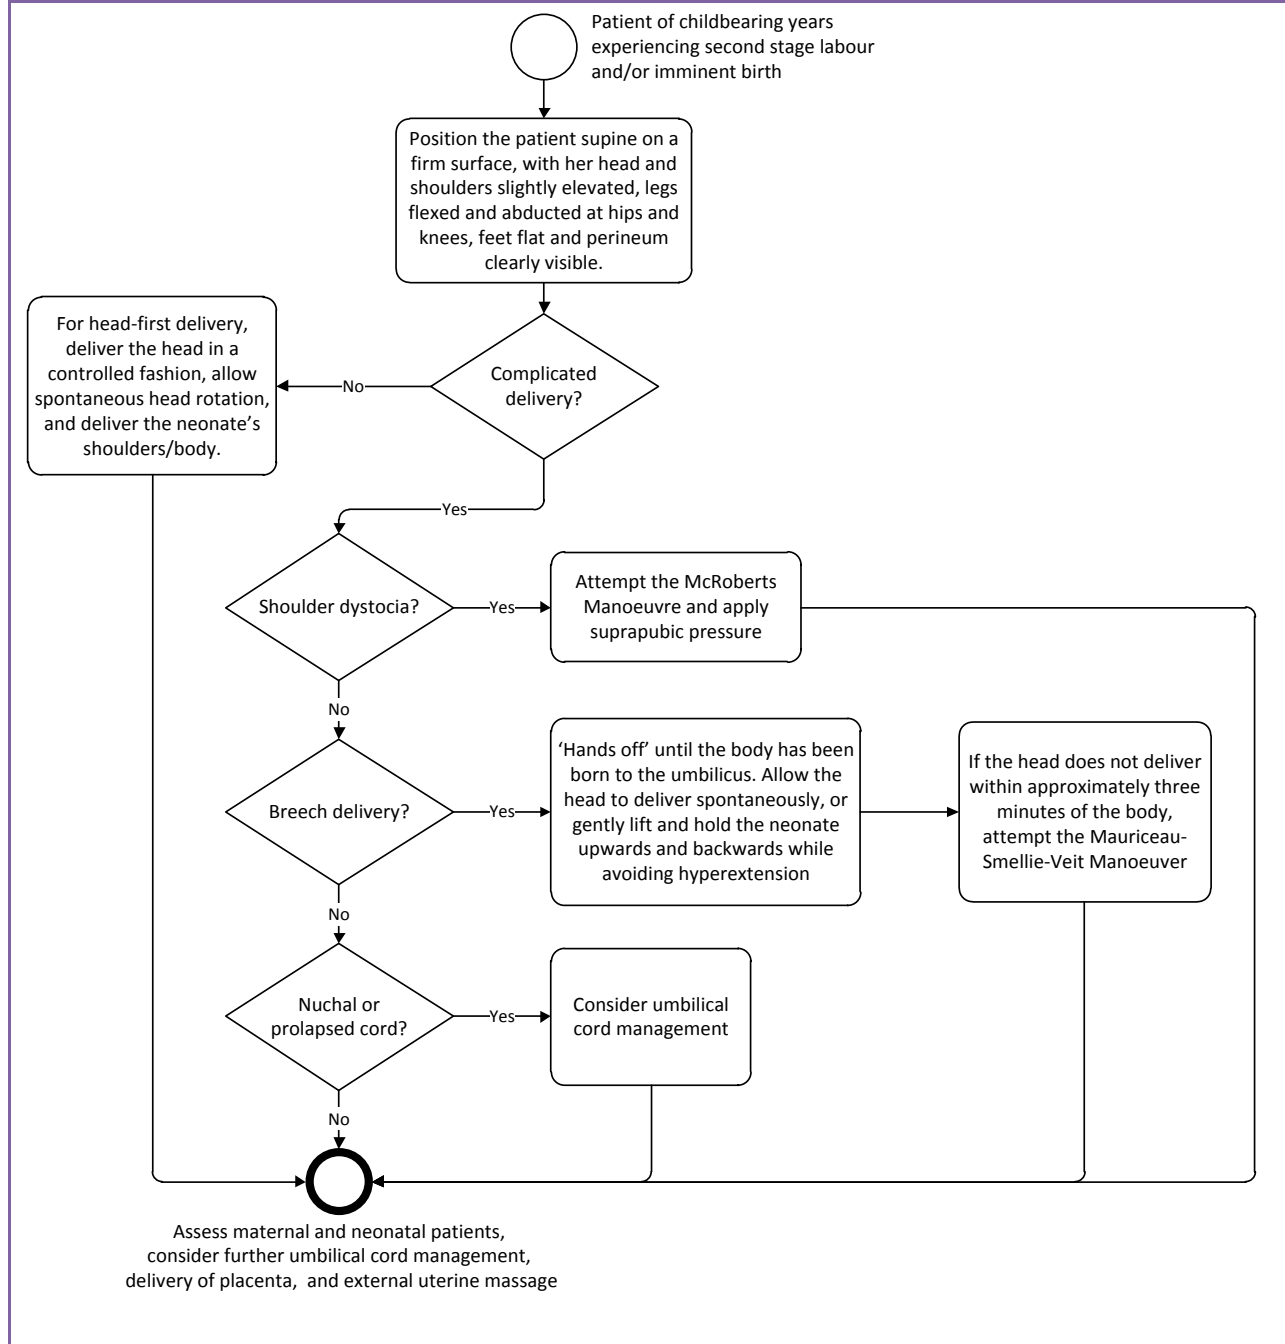 Patient of childbearing years
experiencing second stage labour
and/or imminent birth
Position the patient supine on a
firm surface, with her head and
shoulders slightly elevated, legs
flexed and abducted at hips and
knees, feet flat and perineum
clearly visible.
For head-first delivery,
deliver the head in a
controlled fashion, allow
spontaneous head rotation,
and deliver the neonate's
shoulders/body.
No
Complicated
delivery?
Yes
Shoulder dystocia?
Yes
Attempt the McRoberts
Manoeuvre and apply
suprapubic pressure
No
Breech delivery?
Yes
‘Hands off’ until the body has been
born to the umbilicus. Allow the
head to deliver spontaneously, or
gently lift and hold the neonate
upwards and backwards while
avoiding hyperextension
If the head does not deliver
within approximately three
minutes of the body,
attempt the Mauriceau-
Smellie-Veit Manoeuver
No
Nuchal or
prolapsed cord?
Yes
Consider umbilical
cord management
No
Assess maternal and neonatal patients,
consider further umbilical cord management,
delivery of placenta,  and external uterine massage